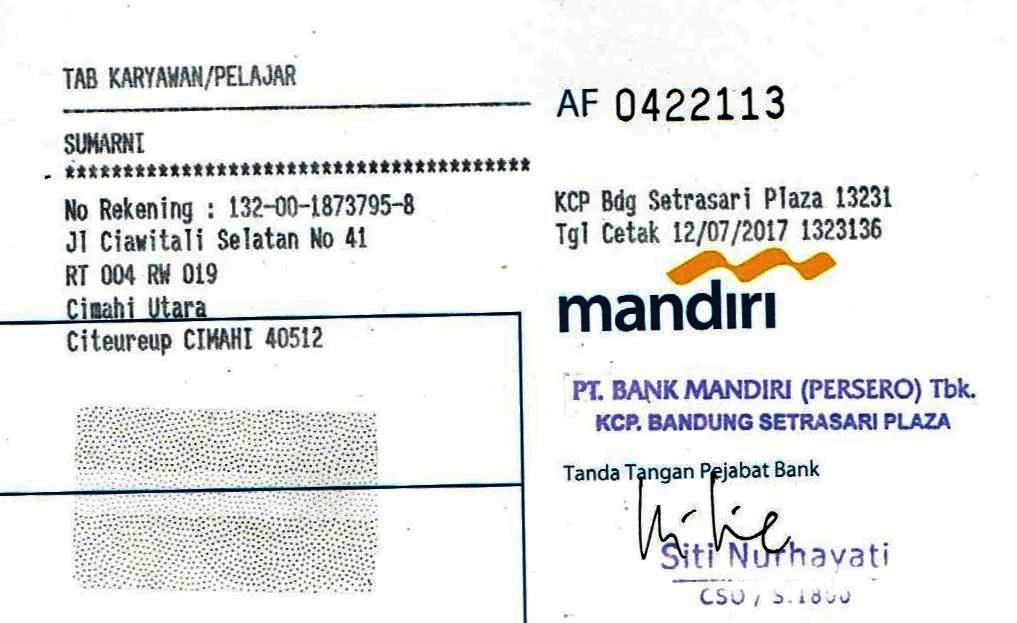 TAB KARYAWAN/PELAJAR
SUMARNI
*****************************************
No Rekening : 132-00-1873795-8
Jl Ciawitali Selatan No 41
RT 004 RW 019
Cimahi Utara
Citeureup CIMAHI 40512
AF 0422113
KCP Bdg Setrasari Plaza 13231
Tgl Cetak 12/07/2017 1323136
mandırı
PT. BANK MANDIRI (PERSERO) Tbk.
KCP. BANDUNG SETRASARI PLAZA
Tanda Tangan Pejabat Bank
Siti Nurhayati
CSO / S.1800